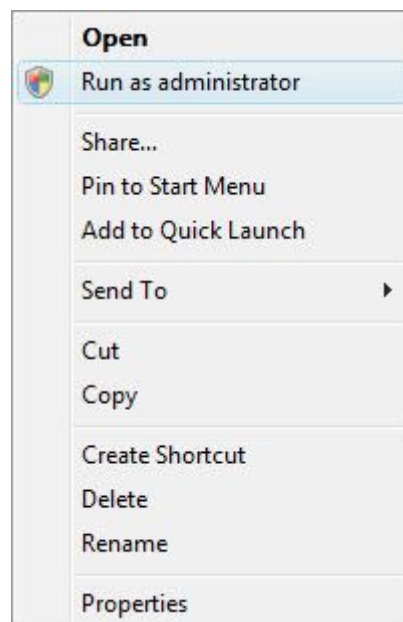 Open
Run as administrator
Share...
Pin to Start Menu
Add to Quick Launch
Send To
Cut
Copy
Create Shortcut
Delete
Rename
Properties